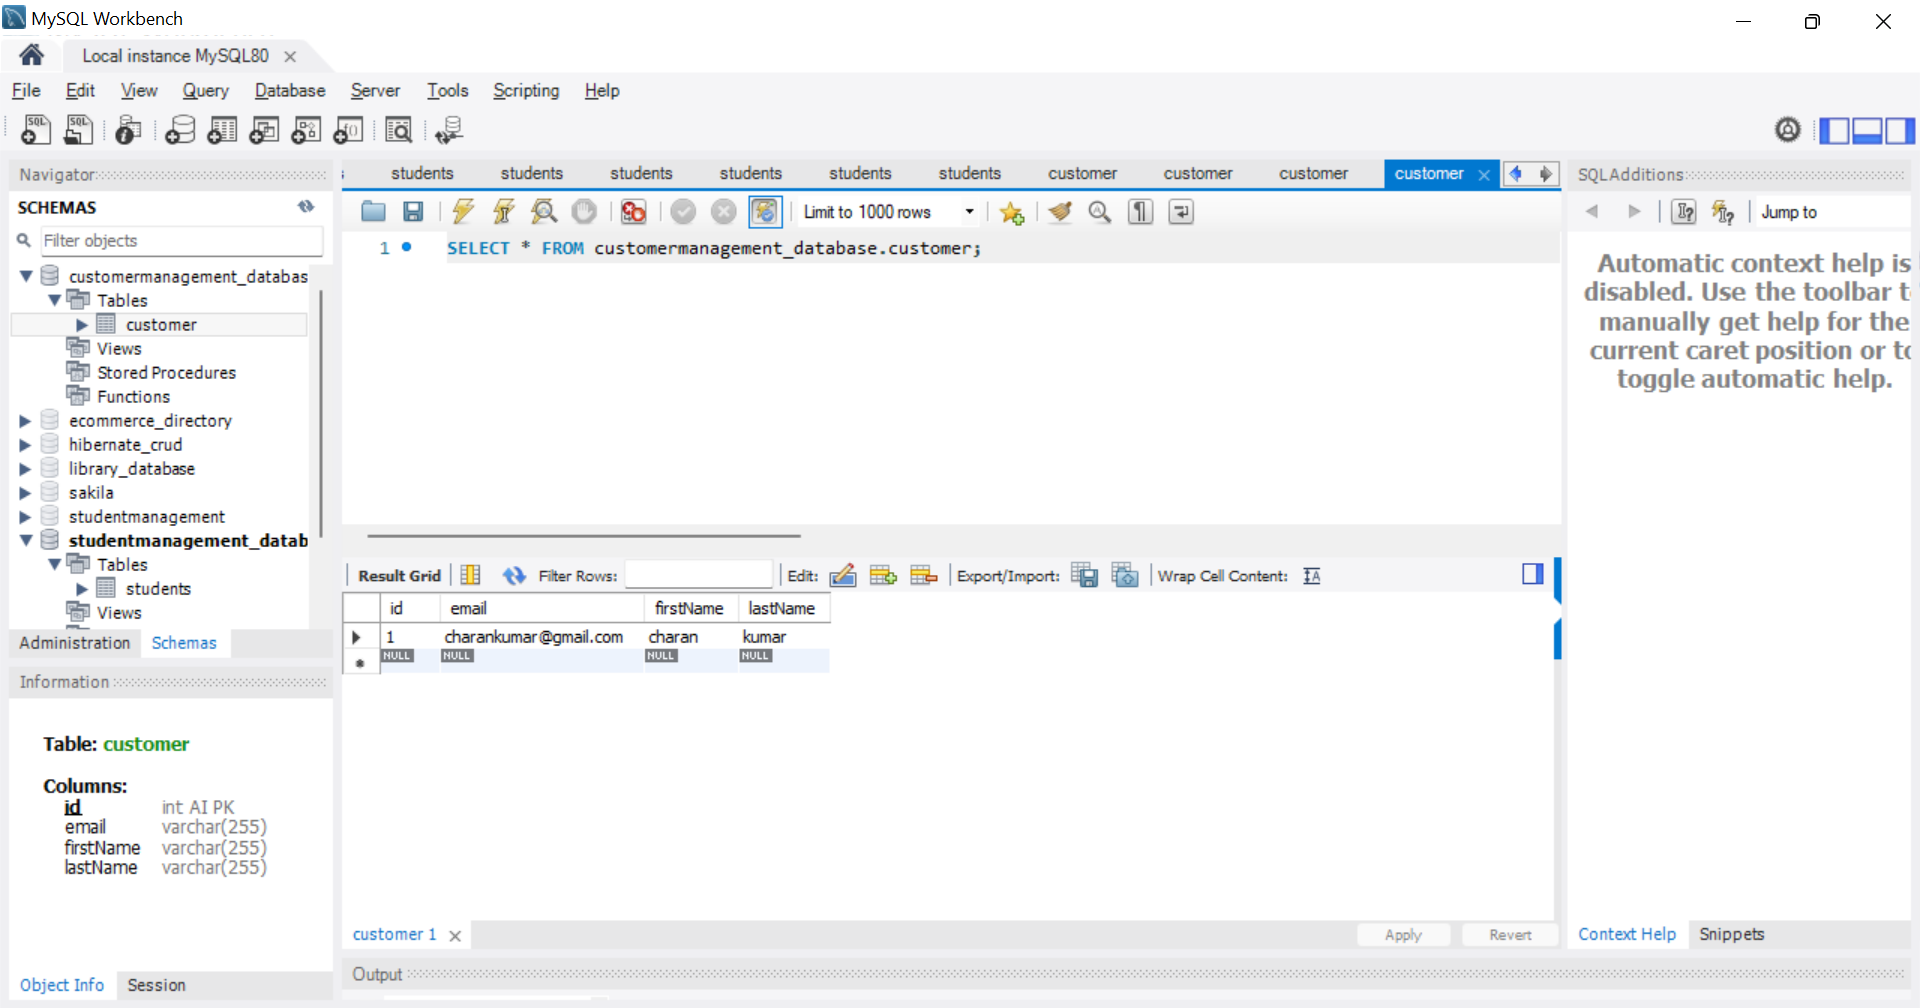 MySQL Workbench
Local instance MySQL80
File Edit View Query Database Server Tools Scripting Help
Navigator
SCHEMAS
Filter objects
customermanagement_databas
Tables
customer
Views
Stored Procedures
Functions
ecommerce_directory
hibernate_crud
library_database
sakila
studentmanagement
studentmanagement_datab
Tables
students
Views
Administration Schemas
Information
Table: customer
Columns:
id int AI PK
email varchar(255)
firstName varchar(255)
lastName varchar(255)
Object Info Session
students students students students students students customer customer customer customer
Limit to 1000 rows
1 SELECT * FROM customermanagement_database.customer;
Result Grid Filter Rows: Edit: Export/Import: Wrap Cell Content:
id email firstName lastName
1 charankumar@gmail.com charan kumar
NULL NULL NULL NULL
customer 1
Apply Revert
Output
SQLAdditions
Jump to
Automatic context help is
disabled. Use the toolbar t
manually get help for the
current caret position or to
toggle automatic help.
Context Help Snippets